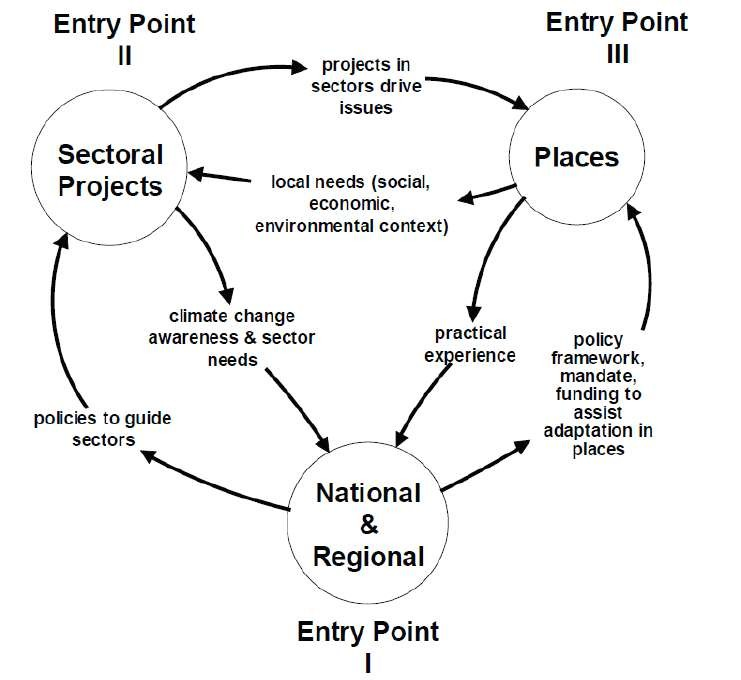 Entry Point
II
Entry Point
III
projects in
sectors drive
issues
Sectoral
Projects
Places
local needs (social,
economic,
environmental context)
climate change
awareness & sector
needs
practical
experience
policy
framework,
mandate,
funding to
assist
adaptation in
places
policies to guide
sectors
National
&
Regional
Entry Point
I